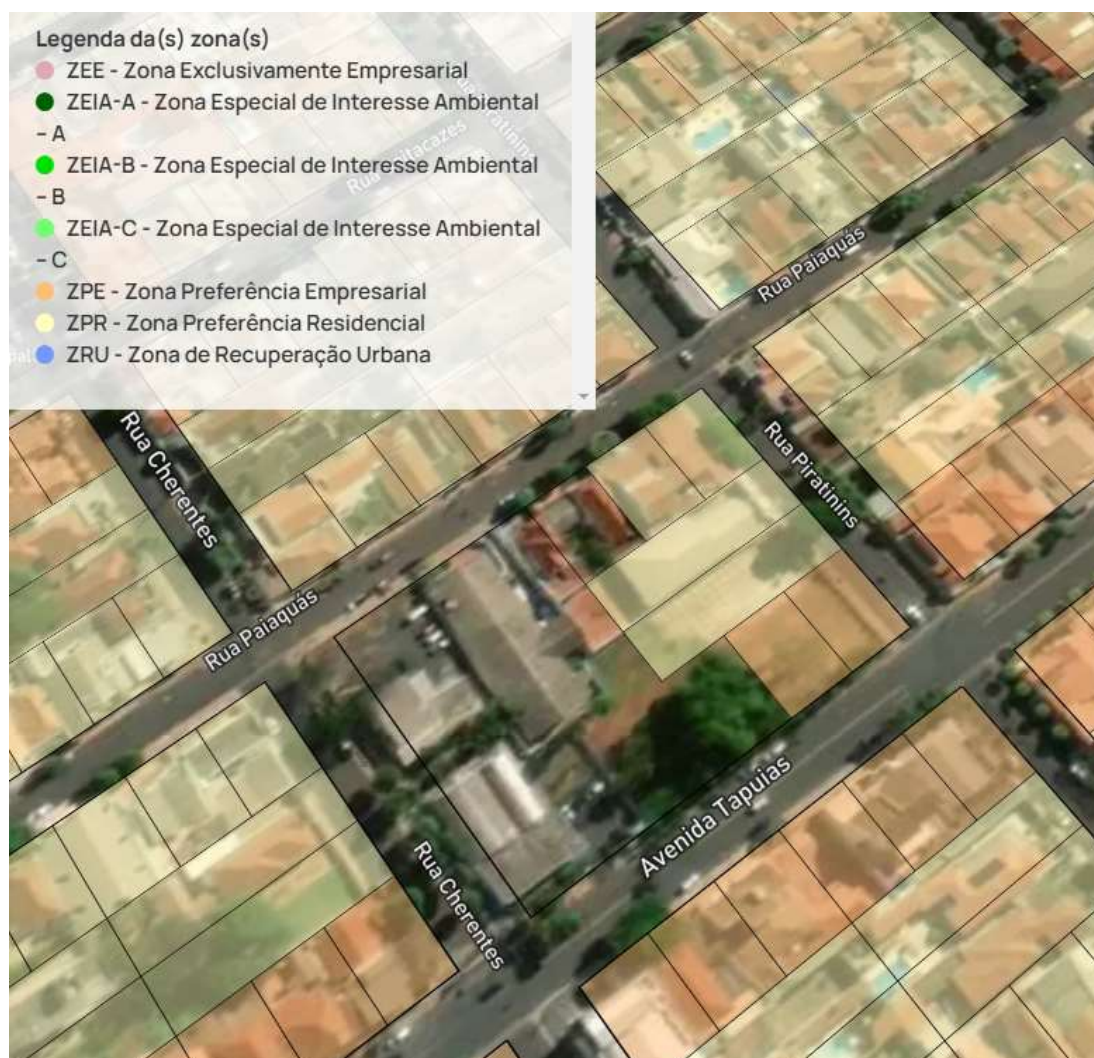 Legenda da(s) zona(s)
ZEE - Zona Exclusivamente Empresarial
ZEIA-A - Zona Especial de Interesse Ambiental
- A
ZEIA-B - Zona Especial de Interesse Ambiental
- B
ZEIA-C - Zona Especial de Interesse Ambiental
- C
ZPE - Zona Preferência Empresarial
ZPR - Zona Preferência Residencial
ZRU - Zona de Recuperação Urbana
Rua Piratinins
Rua Paiaquás
Rua Cherentes
Rua Piratinins
Rua Paiaquás
Avenida Tapuias
Rua Cherentes